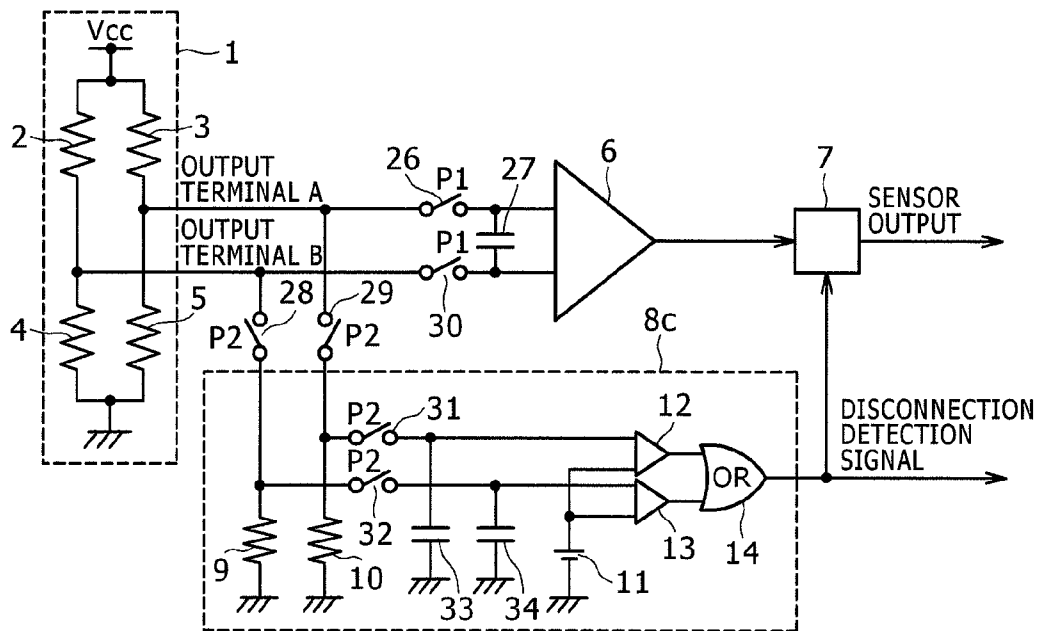 Vcc
1
2
3
OUTPUT
TERMINAL A
OUTPUT
TERMINAL B
26
P1
27
P1
30
6
7
SENSOR
OUTPUT
4
5
P2
28
29
P2
8c
P2
31
P2
32
12
13
OR
14
DISCONNECTION
DETECTION
SIGNAL
9
10
33
34
11